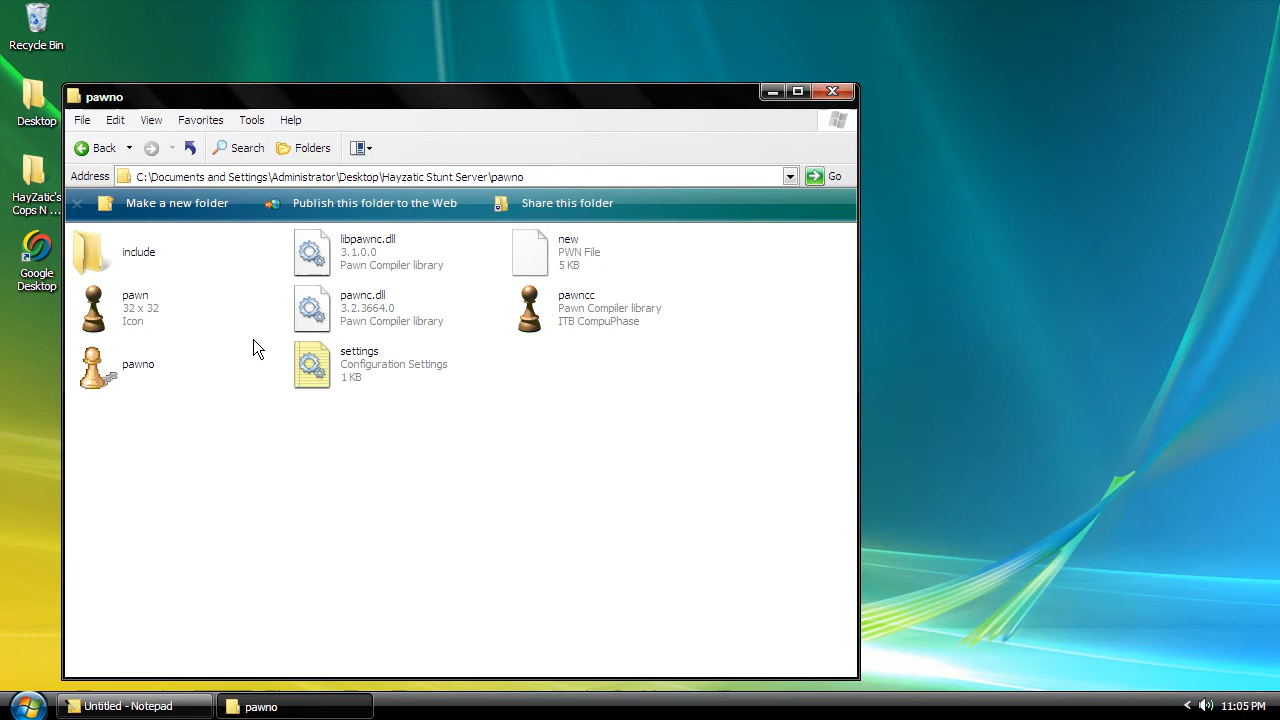 Recycle Bin
Desktop
HayZatic's
Cops N ...
Google
Desktop
pawno
File Edit View Favorites Tools Help
Back Search Folders
Address C:\Documents and Settings\Administrator\Desktop\Hayzatic Stunt Server\pawno Go
Make a new folder Publish this folder to the Web Share this folder
include
libpawnc.dll
3.1.0.0
Pawn Compiler library
new
PWN File
5 KB
pawn
32 x 32
Icon
pawnc.dll
3.2.3664.0
Pawn Compiler library
pawncc
Pawn Compiler library
ITB CompuPhase
pawno
settings
Configuration Settings
1 KB
Untitled - Notepad
pawno
11:05 PM